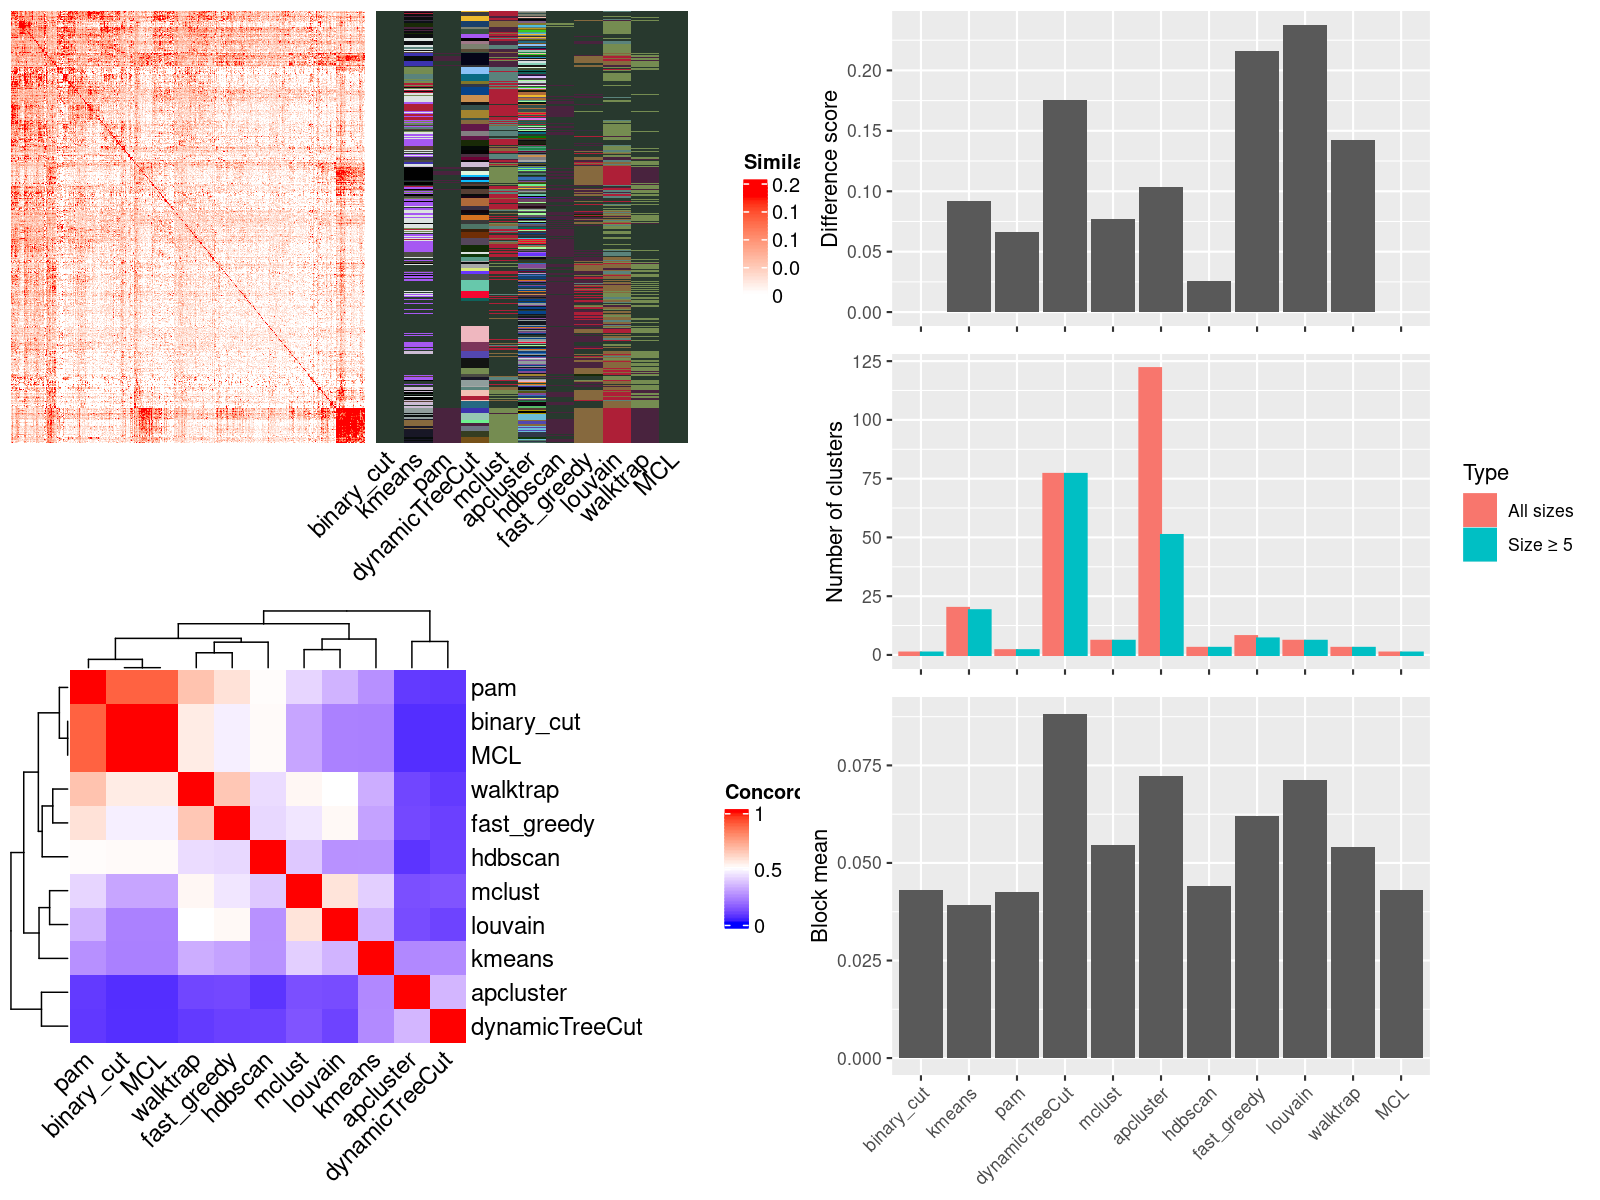 Simila
0.2
0.1
0.1
0.0
0
binary_cut
kmeans
pam
dynamicTreeCut
mclust
apcluster
hdbscan
fast_greedy
louvain
walktrap
MCL
pam
binary_cut
MCL
walktrap
fast_greedy
hdbscan
mclust
louvain
kmeans
apcluster
dynamicTreeCut
pam
binary_cut
MCL
walktrap
fast_greedy
hdbscan
mclust
louvain
kmeans
apcluster
dynamicTreeCut
Concord
1
0.5
0
Difference score
0.20
0.15
0.10
0.05
0.00
Number of clusters
125
100
75
50
25
0
Type
All sizes
Size ≥ 5
Block mean
0.075
0.050
0.025
0.000
binary_cut
kmeans
pam
dynamicTreeCut
mclust
apcluster
hdbscan
fast_greedy
louvain
walktrap
MCL